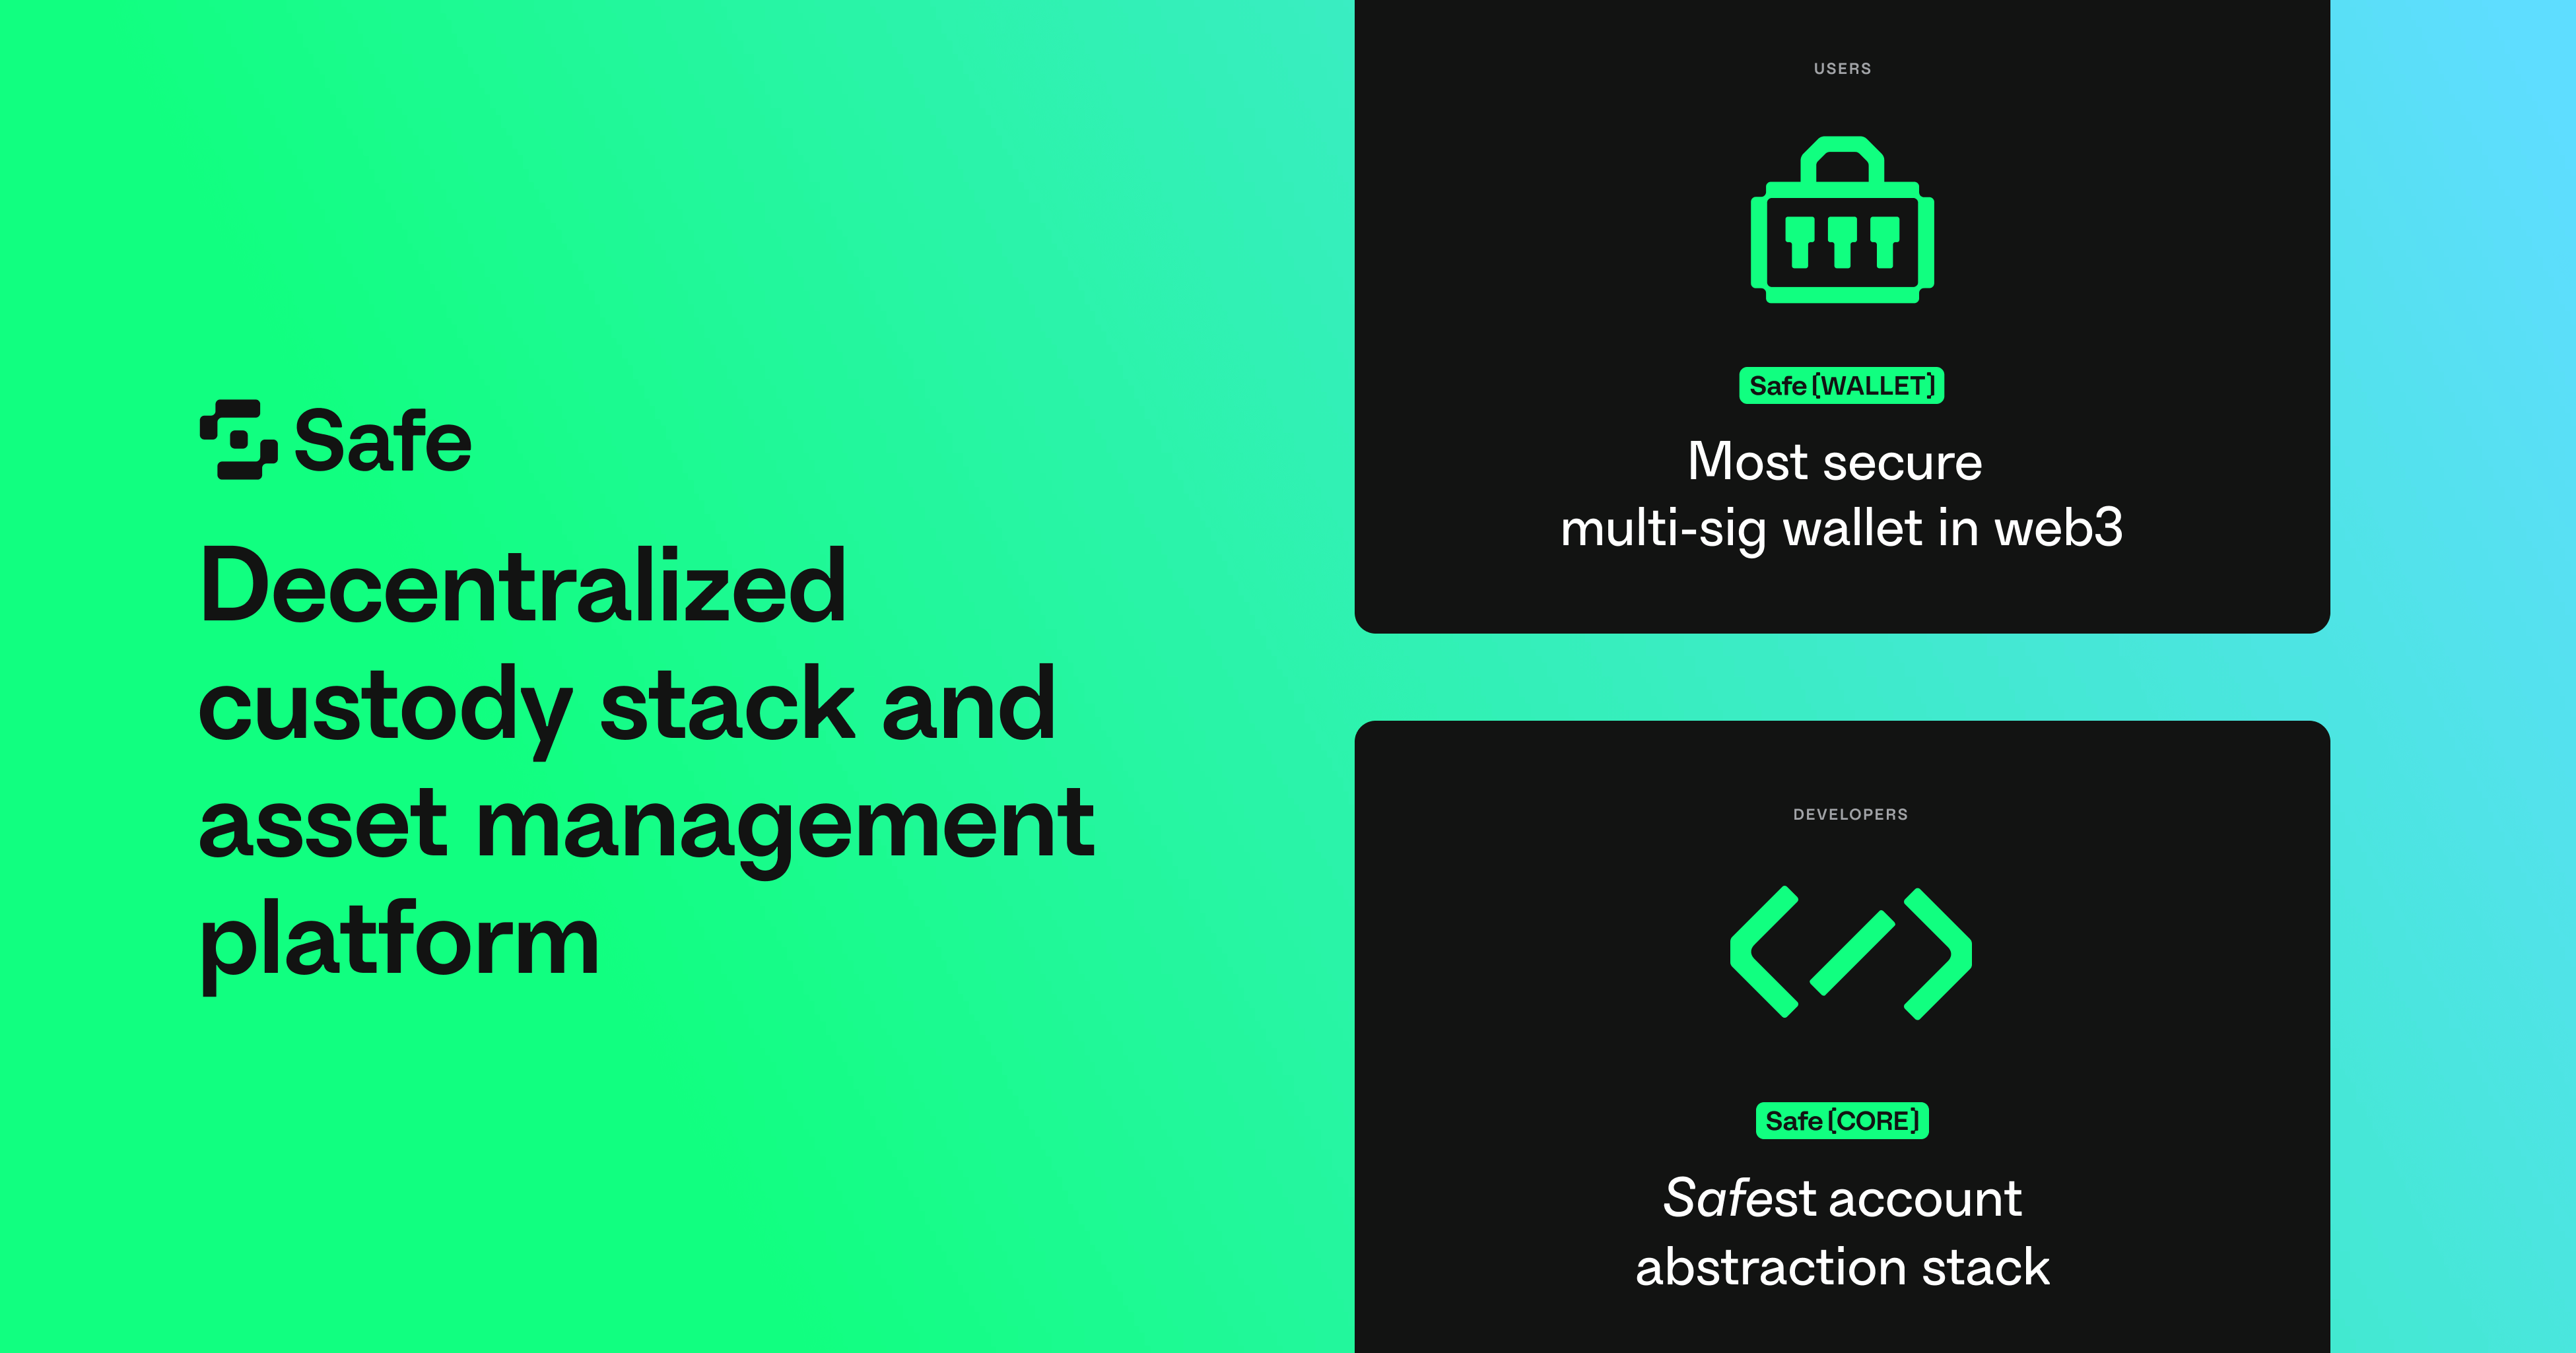 Safe
Decentralized
custody stack and
asset management
platform
USERS
Safe{WALLET}
Most secure
multi-sig wallet in web3
DEVELOPERS
Safe{CORE}
Safest account
abstraction stack